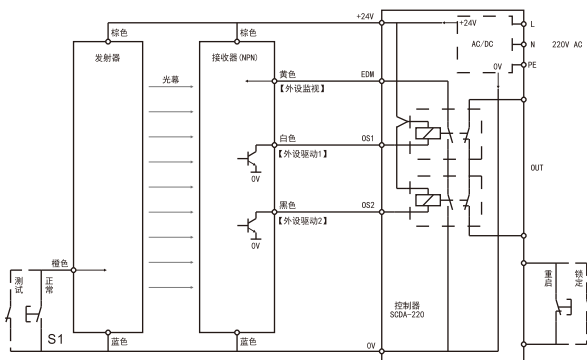 +24V
+24V
L
棕色
棕色
AC/DC
N
220V AC
发射器
接收器(NPN)
0V
PE
光幕
黄色
EDM
【外设监视】
白色
OS1
【外设驱动1】
0V
OUT
黑色
OS2
【外设驱动2】
0V
橙色
测试
正常
重启
锁定
控制器
SCDA-220
S1
蓝色
蓝色
0V